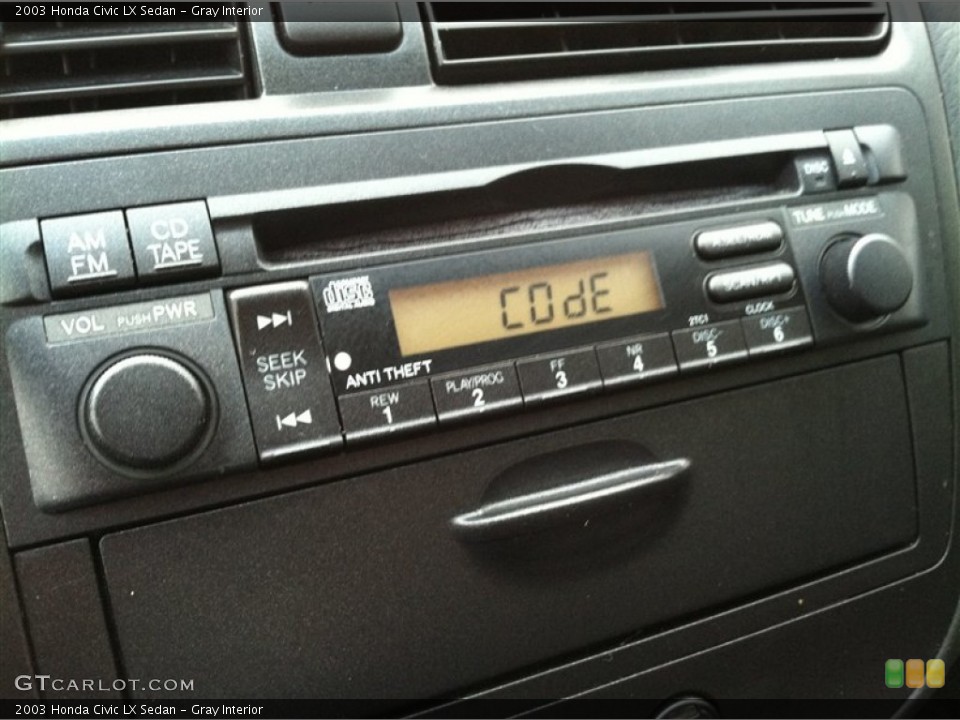 2003 Honda Civic LX Sedan - Gray Interior
DISC
AM
FM
CD
TAPE
TUNE PUSH MODE
VOL PUSH PWR
disc
CODE
SEEK
SKIP
ANTI THEFT
REW
1
PLAY/PROG
2
FF
3
NR
4
2TC1
DISC-
5
CLOCK
DISC+
6
GTCARLOT.COM
2003 Honda Civic LX Sedan - Gray Interior